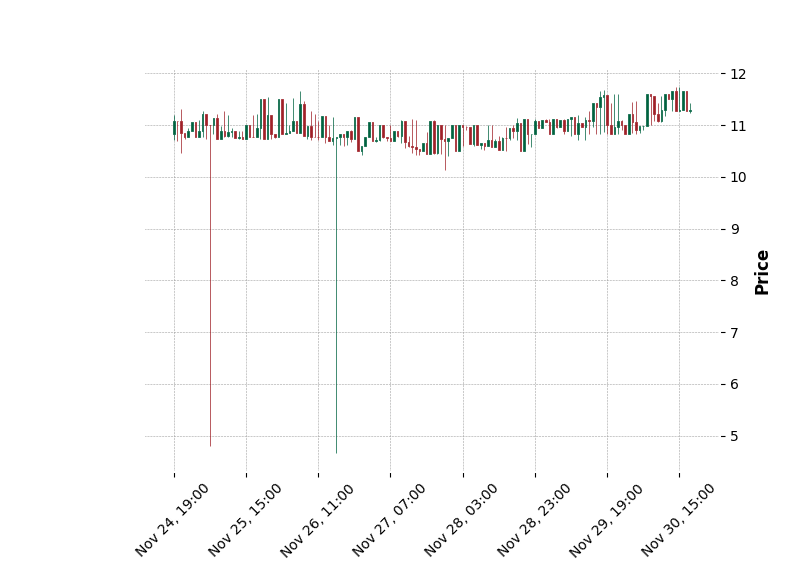 12
11
10
9
8
7
6
5
Price
Nov 24, 19:00
Nov 25, 15:00
Nov 26, 11:00
Nov 27, 07:00
Nov 28, 03:00
Nov 28, 23:00
Nov 29, 19:00
Nov 30, 15:00